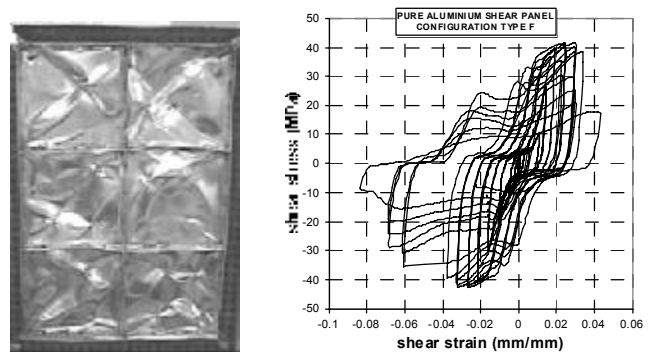 PURE ALUMINIUM SHEAR PANEL
CONFIGURATION TYPE F
shear stress (MPa)
50
40
30
20
10
0
-10
-20
-30
-40
-50
-0.1 -0.08 -0.06 -0.04 -0.02 0 0.02 0.04 0.06
shear strain (mm/mm)